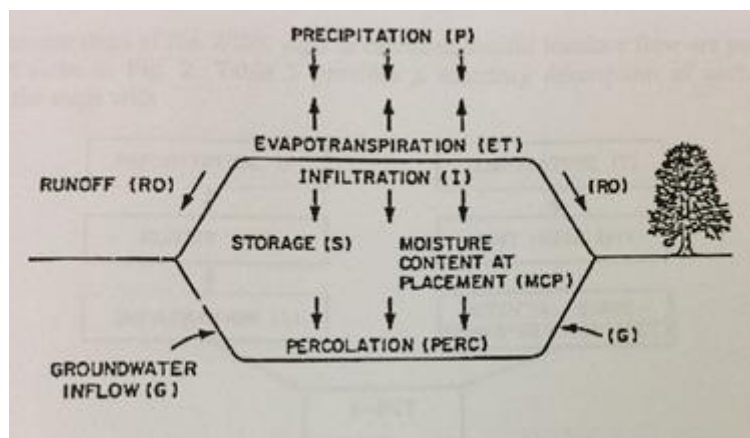 PRECIPITATION (P)
EVAPOTRANSPIRATION (ET)
RUNOFF (RO)
INFILTRATION (I)
(RO)
STORAGE (S)
MOISTURE
CONTENT AT
PLACEMENT (MCP)
PERCOLATION (PERC)
(G)
GROUNDWATER
INFLOW (G)